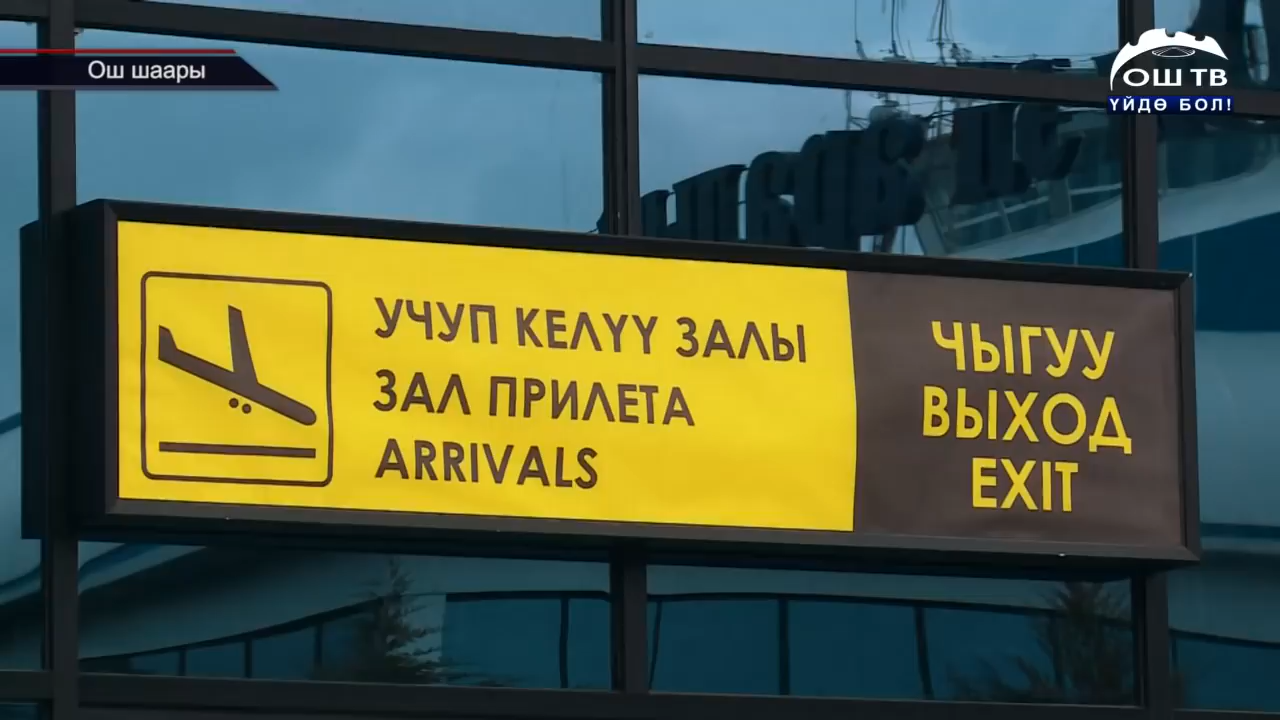 Ош шаары
ОШ ТВ
ҮЙДӨ БОЛ!
УЧУП КЕЛҮҮ ЗАЛЫ
ЗАЛ ПРИЛЕТА
ARRIVALS
ЧЫГУУ
ВЫХОД
EXIT